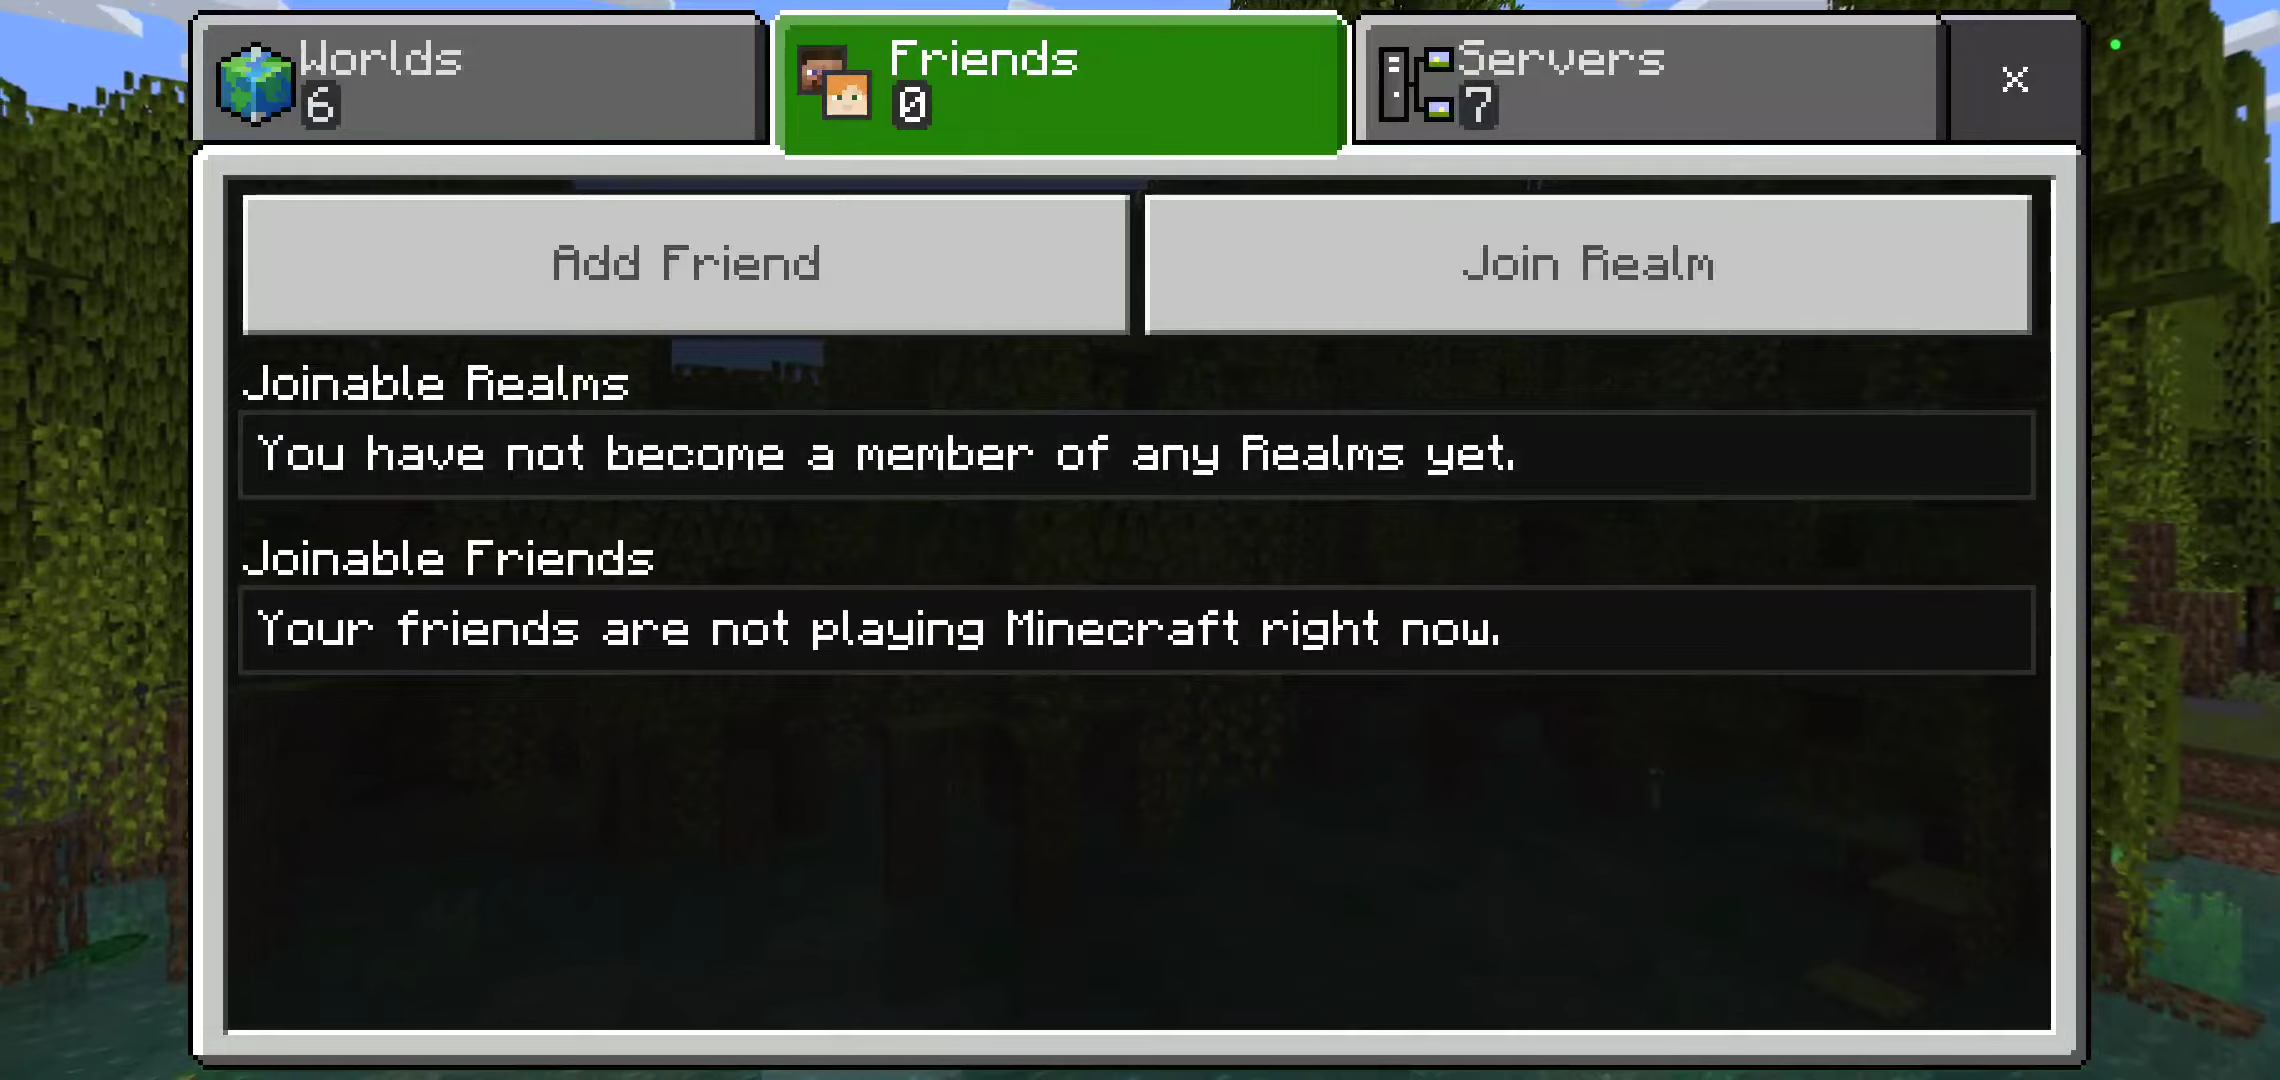 Worlds
6
Friends
0
Servers
7
Add Friend
Join Realm
Joinable Realms
You have not become a member of any Realms yet.
Joinable Friends
Your friends are not playing Minecraft right now.